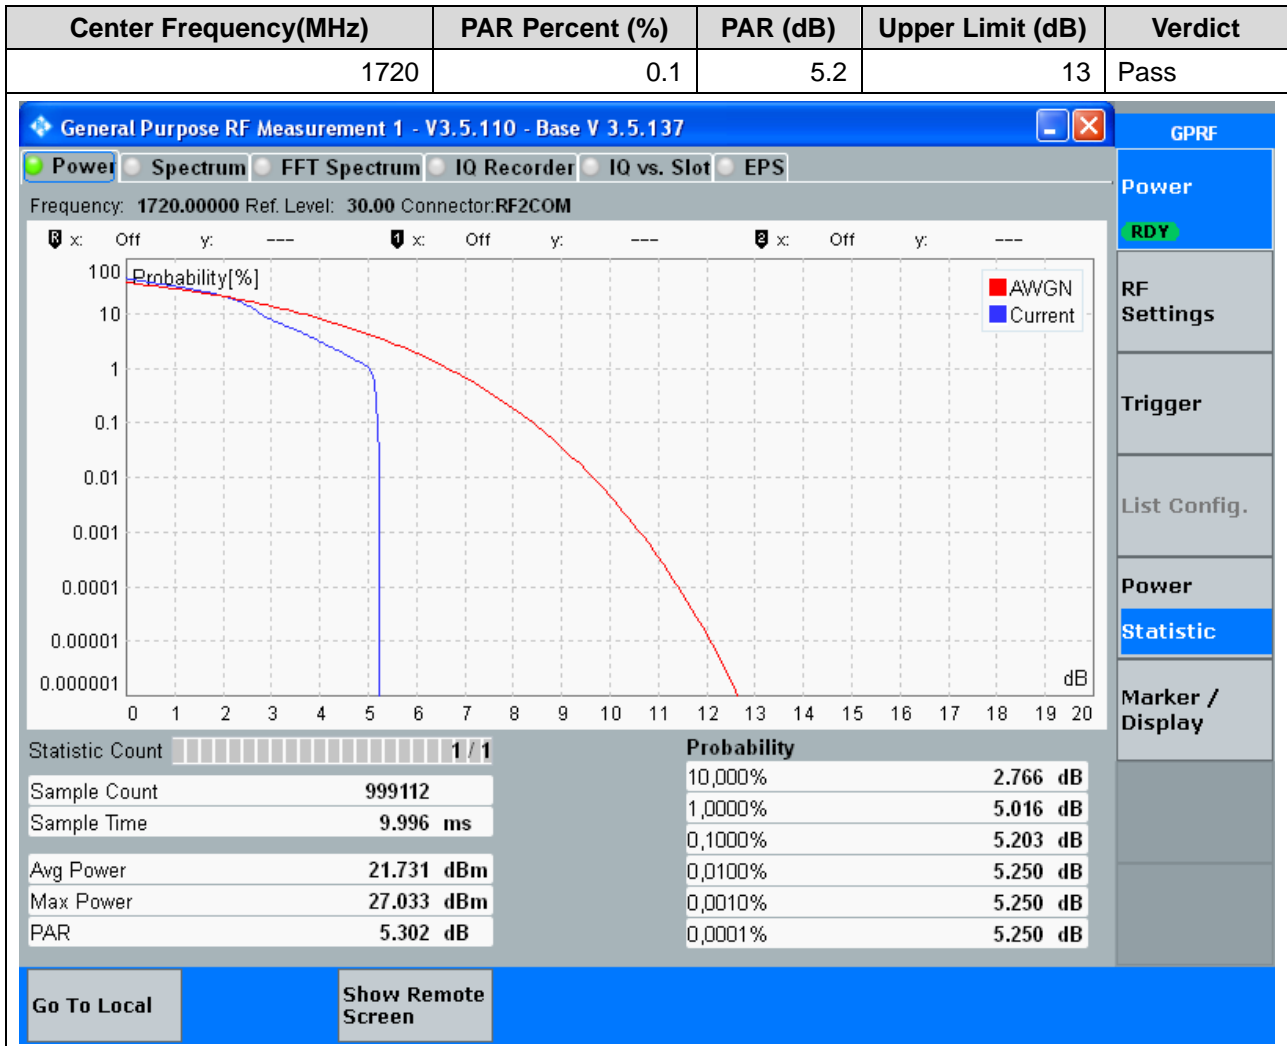 Center Frequency(MHz) PAR Percent (%) PAR (dB) Upper Limit (dB) Verdict
1720 0.1 5.2 13 Pass
General Purpose RF Measurement 1 - V3.5.110 - Base V 3.5.137
GPRF
Power Spectrum FFT Spectrum IQ Recorder IQ vs. Slot EPS
Frequency: 1720.00000 Ref. Level: 30.00 Connector:RF2COM
R x: Off y: --- 1 x: Off y: --- 2 x: Off y: ---
Probability[%]
AWGN
Current
100
10
1
0.1
0.01
0.001
0.0001
0.00001
0.000001
dB
0 1 2 3 4 5 6 7 8 9 10 11 12 13 14 15 16 17 18 19 20
Statistic Count 1 / 1
Sample Count 999112
Sample Time 9.996 ms
Avg Power 21.731 dBm
Max Power 27.033 dBm
PAR 5.302 dB
Probability
10,000% 2.766 dB
1,0000% 5.016 dB
0,1000% 5.203 dB
0,0100% 5.250 dB
0,0010% 5.250 dB
0,0001% 5.250 dB
Power
RDY
RF
Settings
Trigger
List Config.
Power
Statistic
Marker /
Display
Go To Local
Show Remote
Screen